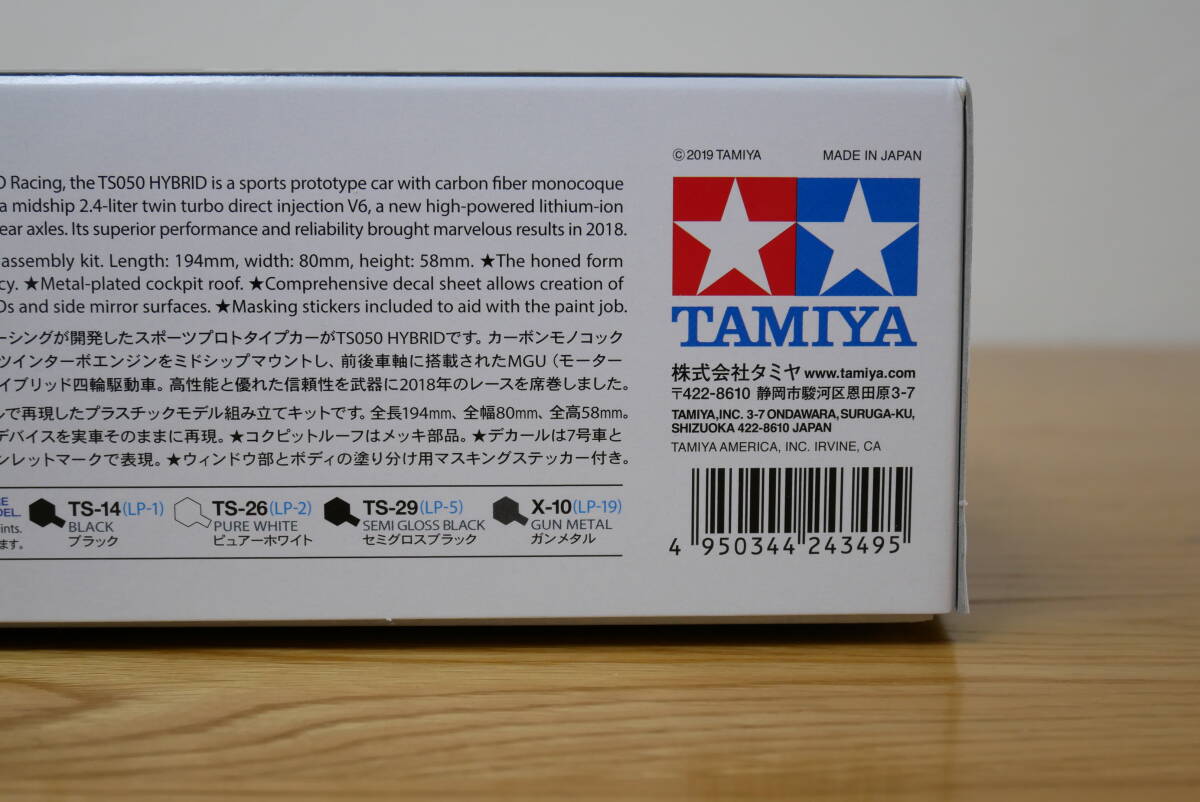 D Racing, the TS050 HYBRID is a sports prototype car with carbon fiber monocoque
a midship 2.4-liter twin turbo direct injection V6, a new high-powered lithium-ion
ear axles. Its superior performance and reliability brought marvelous results in 2018.
assembly kit. Length: 194mm, width: 80mm, height: 58mm. ★The honed form
cy. ★Metal-plated cockpit roof. ★Comprehensive decal sheet allows creation of
Ds and side mirror surfaces. ★Masking stickers included to aid with the paint job.
ーシングが開発したスポーツプロトタイプカーがTS050 HYBRIDです。カーボンモノコック
ツインターボエンジンをミドシップマウントし、前後車軸に搭載されたMGU（モーター
イブリッド四輪駆動車。高性能と優れた信頼性を武器に2018年のレースを席巻しました。
ルで再現したプラスチックモデル組み立てキットです。全長194mm、全幅80mm、全高58mm。
デバイスを実車そのままに再現。★コクピットルーフはメッキ部品。★デカールは7号車と
ンレットマークで表現。★ウィンドウ部とボディの塗り分け用マスキングステッカー付き。
RE
DEL.
ints.
ます。
TS-14(LP-1)
BLACK
ブラック
TS-26(LP-2)
PURE WHITE
ピュアーホワイト
TS-29(LP-5)
SEMI GLOSS BLACK
セミグロスブラック
X-10(LP-19)
GUN METAL
ガンメタル
©2019 TAMIYA MADE IN JAPAN
TAMIYA
株式会社タミヤ www.tamiya.com
〒422-8610 静岡市駿河区恩田原3-7
TAMIYA,INC. 3-7 ONDAWARA, SURUGA-KU,
SHIZUOKA 422-8610 JAPAN
TAMIYA AMERICA, INC. IRVINE, CA
4 950344 243495